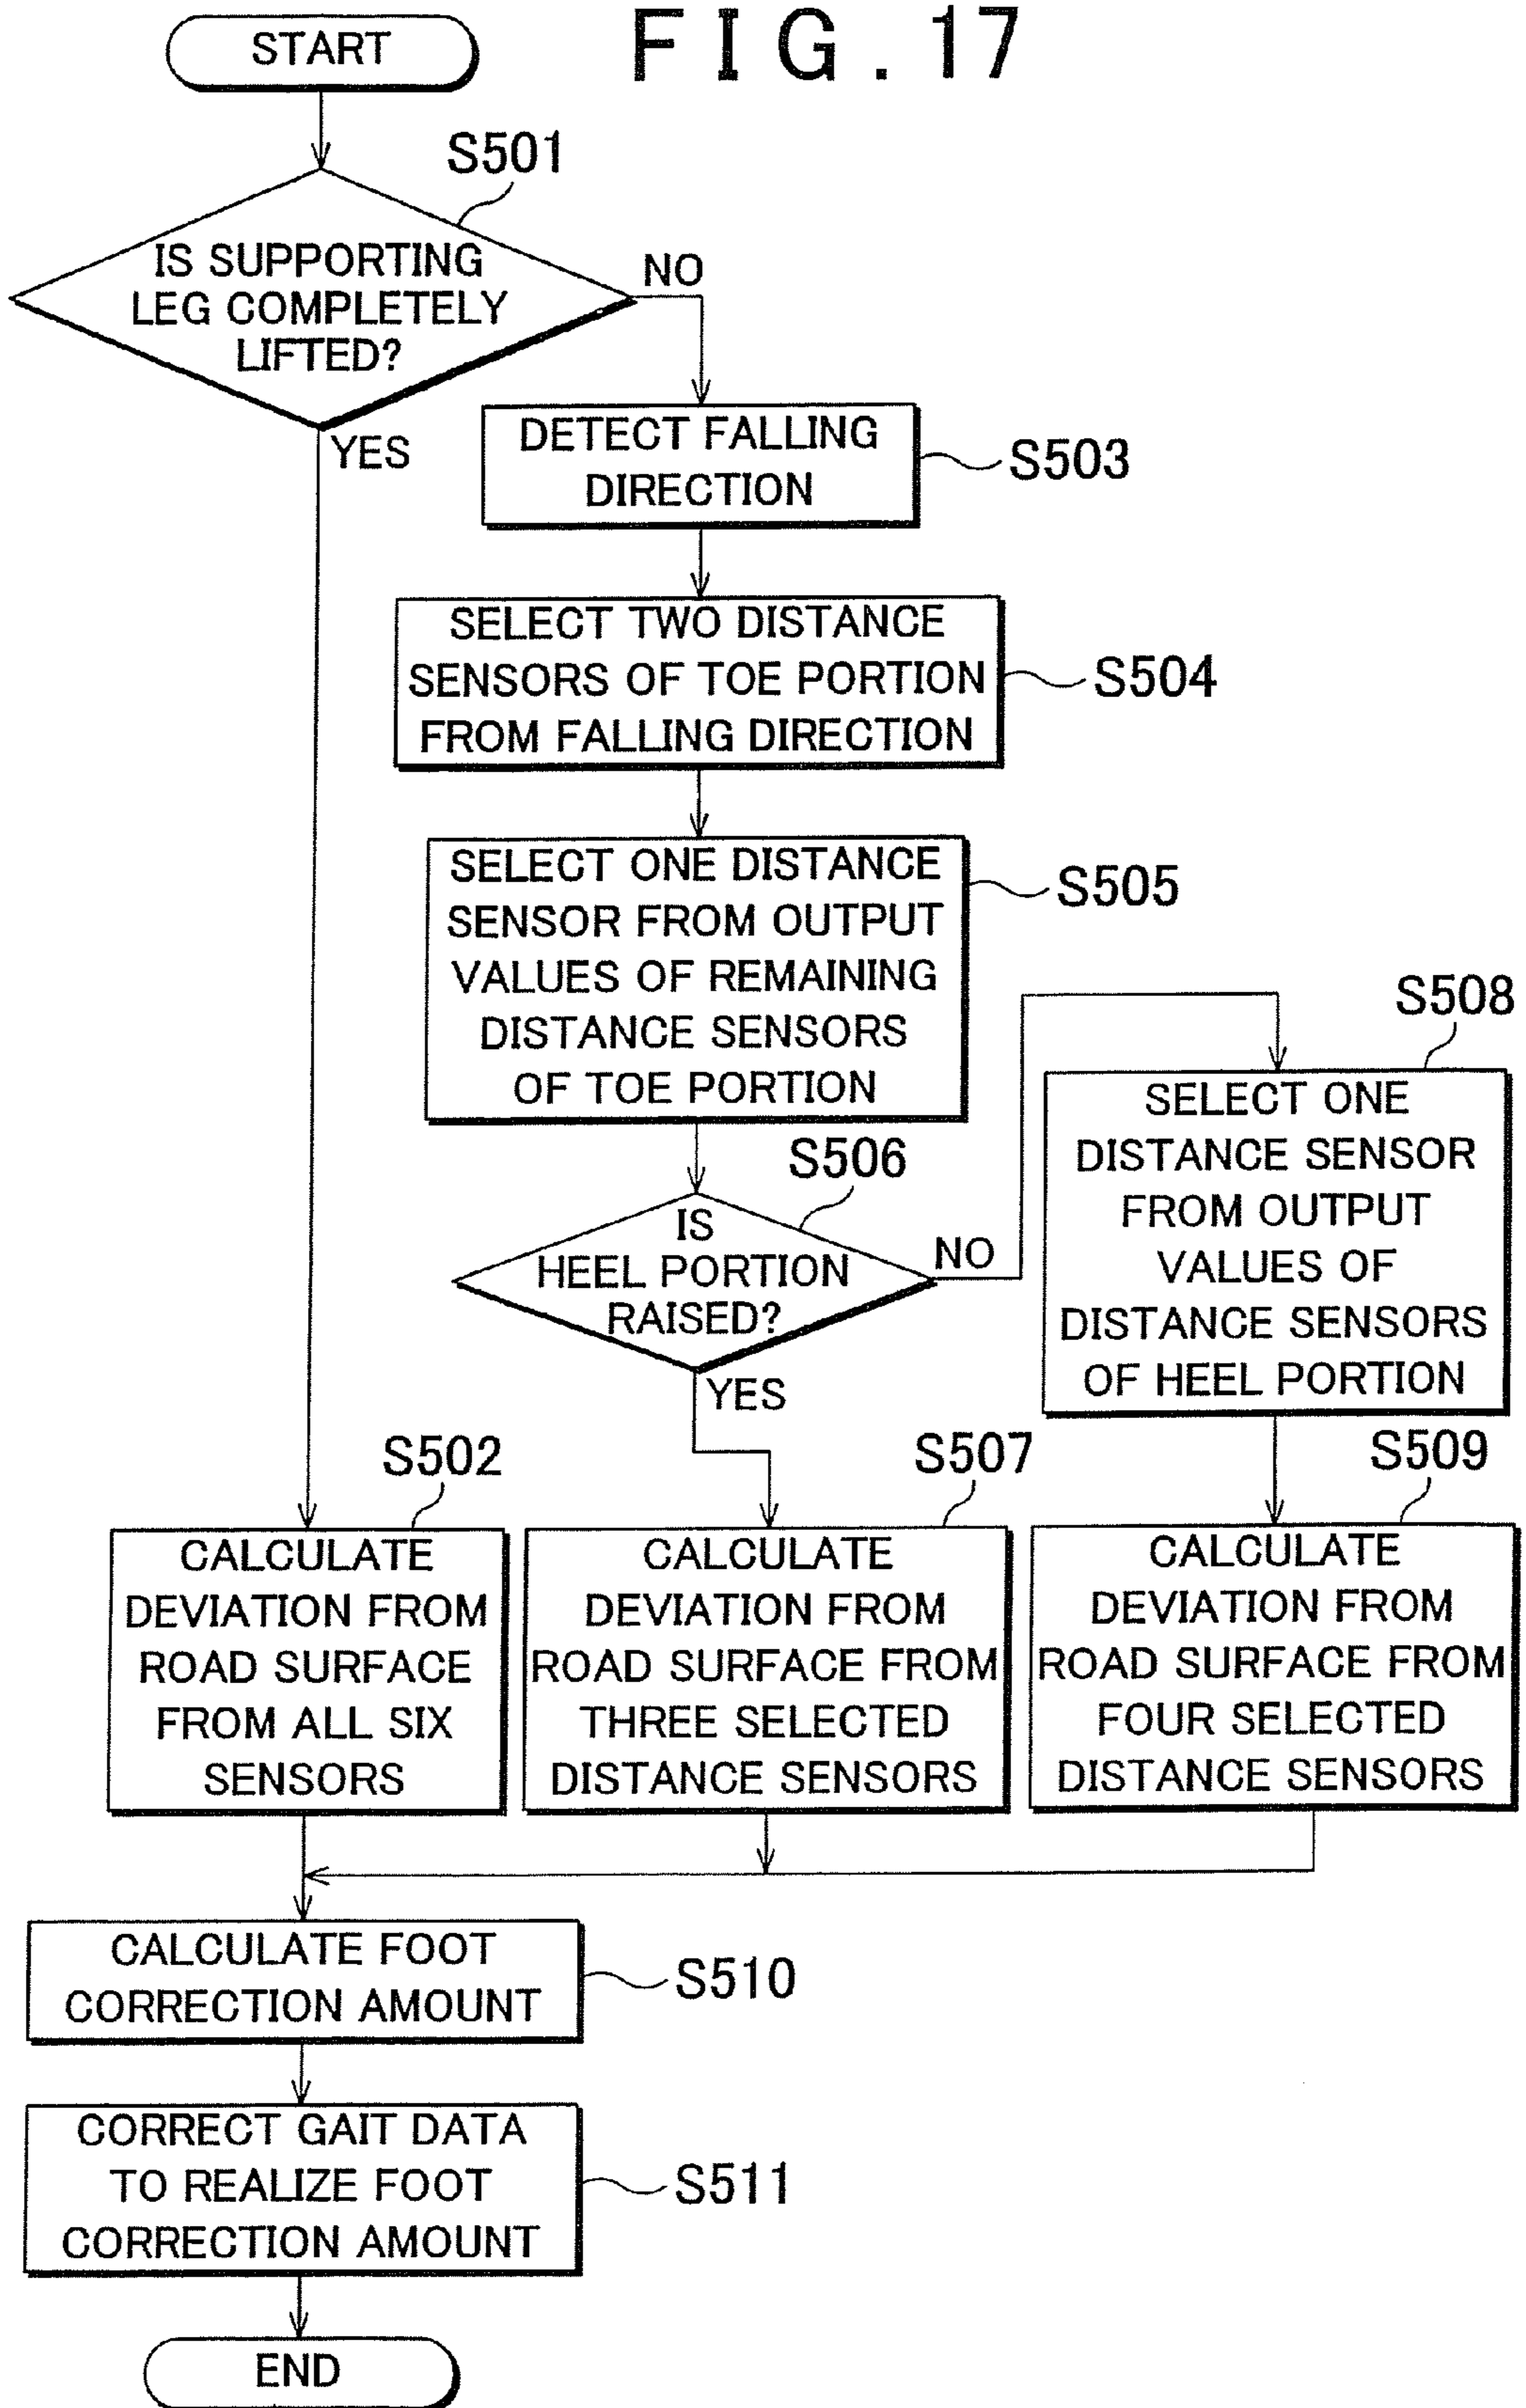 FIG.17
START
S501
IS SUPPORTING
LEG COMPLETELY
LIFTED?
NO
YES
DETECT FALLING
DIRECTION
S503
SELECT TWO DISTANCE
SENSORS OF TOE PORTION
FROM FALLING DIRECTION
S504
SELECT ONE DISTANCE
SENSOR FROM OUTPUT
VALUES OF REMAINING
DISTANCE SENSORS
OF TOE PORTION
S505
S506
IS
HEEL PORTION
RAISED?
NO
YES
S508
SELECT ONE
DISTANCE SENSOR
FROM OUTPUT
VALUES OF
DISTANCE SENSORS
OF HEEL PORTION
S502
CALCULATE
DEVIATION FROM
ROAD SURFACE
FROM ALL SIX
SENSORS
S507
CALCULATE
DEVIATION FROM
ROAD SURFACE FROM
THREE SELECTED
DISTANCE SENSORS
S509
CALCULATE
DEVIATION FROM
ROAD SURFACE FROM
FOUR SELECTED
DISTANCE SENSORS
CALCULATE FOOT
CORRECTION AMOUNT
S510
CORRECT GAIT DATA
TO REALIZE FOOT
CORRECTION AMOUNT
S511
END